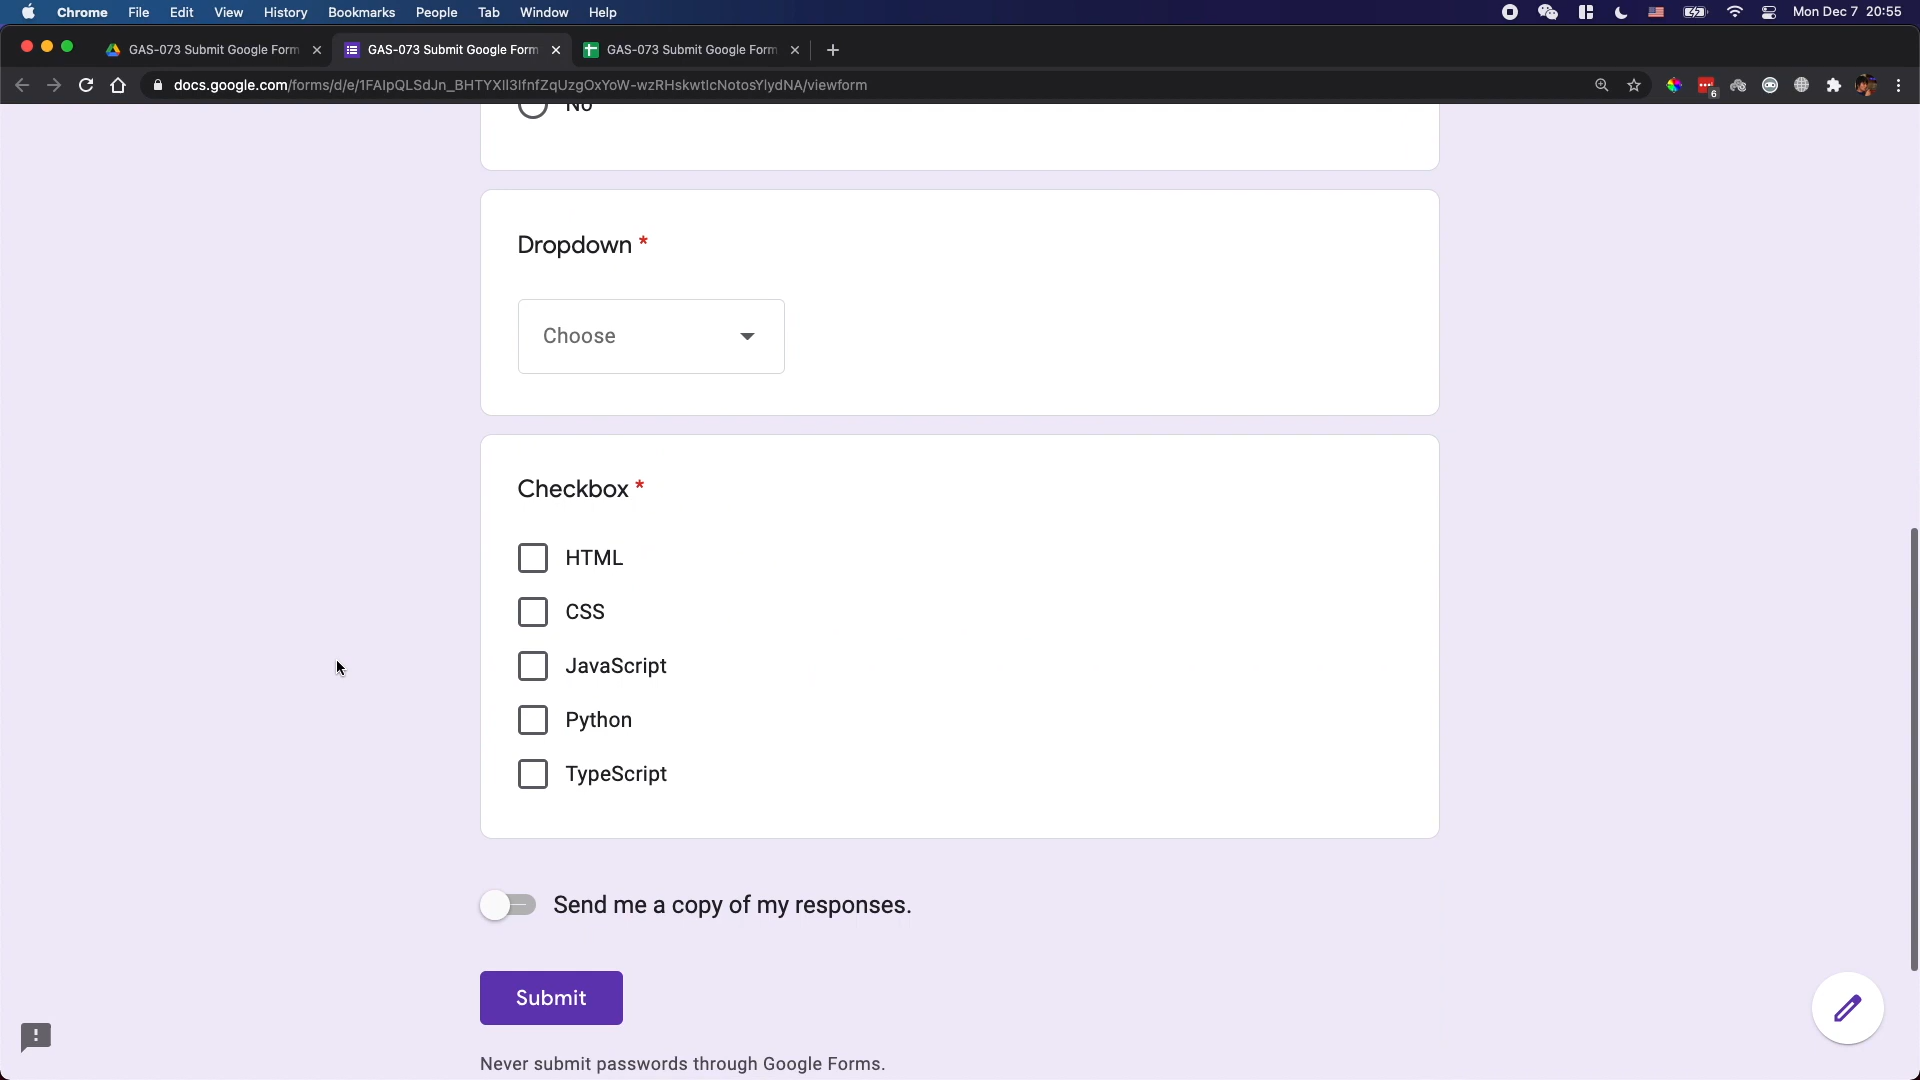 Chrome File Edit View History Bookmarks People Tab Window Help Mon Dec 7 20:55
GAS-073 Submit Google Form GAS-073 Submit Google Form GAS-073 Submit Google Form
docs.google.com/forms/d/e/1FAIpQLSdJn_BHTYXII3IfnfZqUzgOxYoW-wzRHskwtIcNotosYlydNA/viewform 6
No
Dropdown *
Choose
Checkbox *
HTML
CSS
JavaScript
Python
TypeScript
Send me a copy of my responses.
Submit
Never submit passwords through Google Forms.